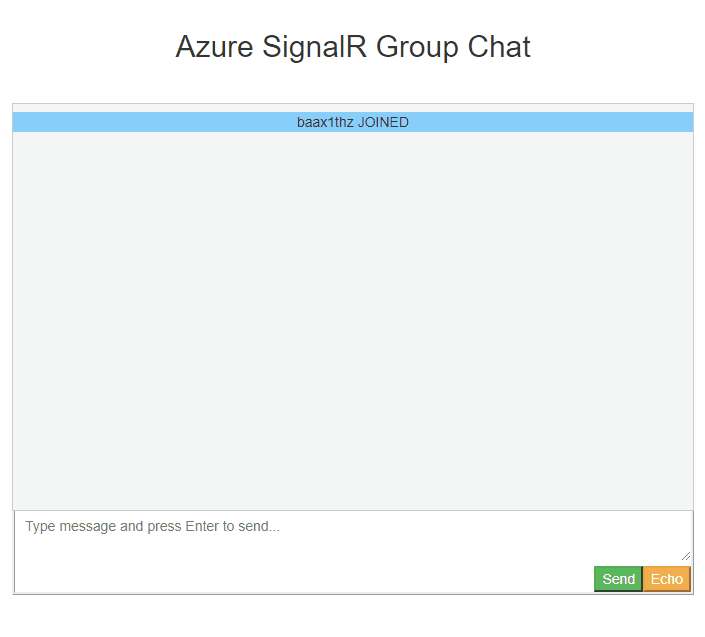 Azure SignalR Group Chat
baax1thz JOINED
Type message and press Enter to send...
Send Echo